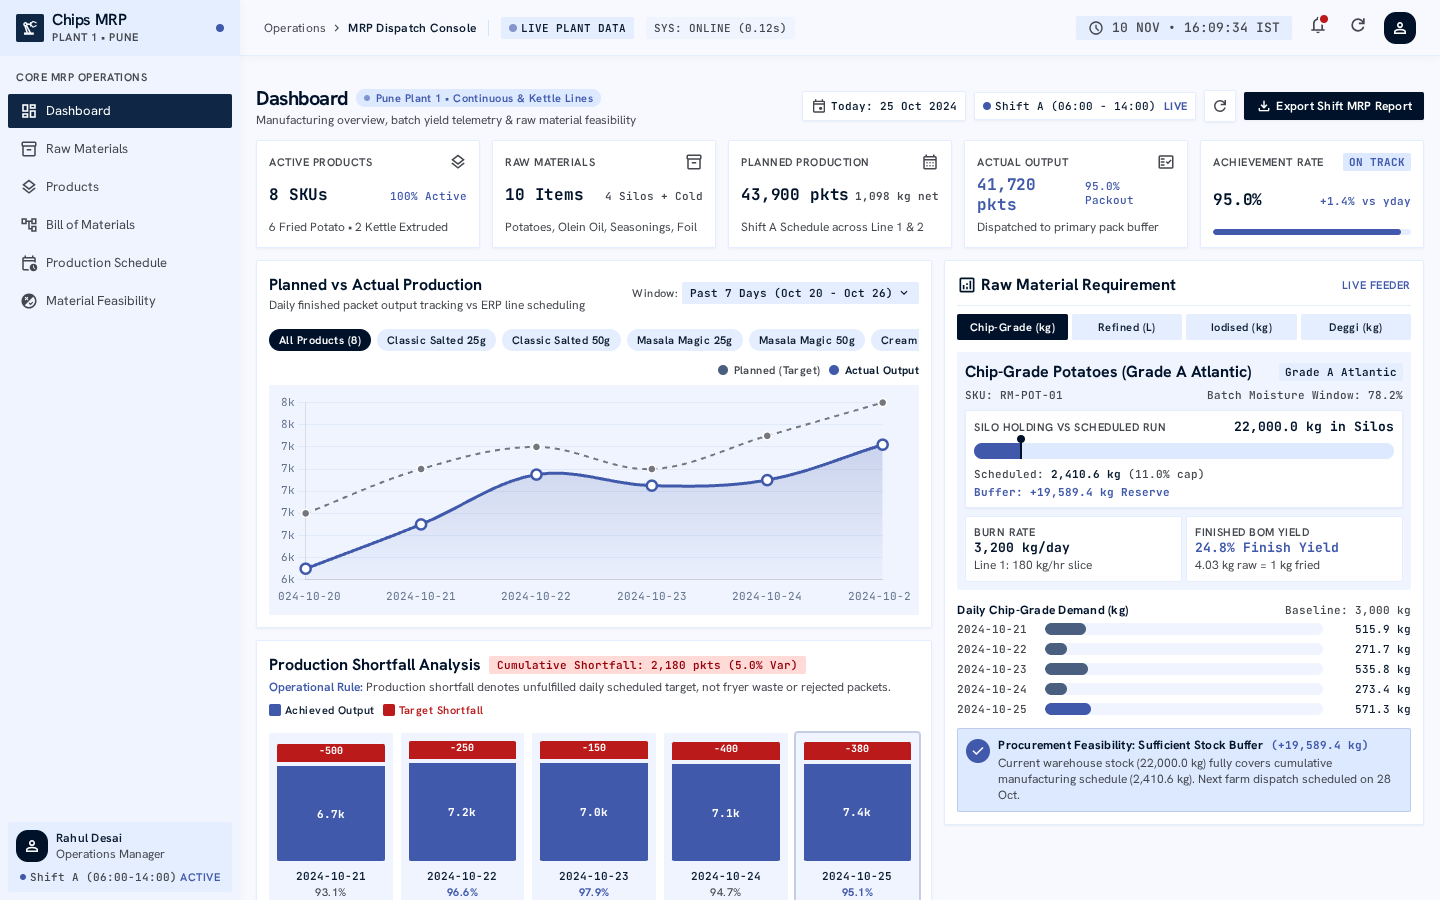 Chips MRP
PLANT 1 • PUNE
CORE MRP OPERATIONS
Dashboard
Raw Materials
Products
Bill of Materials
Production Schedule
Material Feasibility
Rahul Desai
Operations Manager
Shift A (06:00-14:00) ACTIVE
Operations > MRP Dispatch Console
LIVE PLANT DATA
SYS: ONLINE (0.12s)
10 NOV • 16:09:34 IST
Dashboard
Pune Plant 1 • Continuous & Kettle Lines
Manufacturing overview, batch yield telemetry & raw material feasibility
Today: 25 Oct 2024
Shift A (06:00 - 14:00) LIVE
Export Shift MRP Report
ACTIVE PRODUCTS
8 SKUs
100% Active
6 Fried Potato • 2 Kettle Extruded
RAW MATERIALS
10 Items
4 Silos + Cold
Potatoes, Olein Oil, Seasonings, Foil
PLANNED PRODUCTION
43,900 pkts
1,098 kg net
Shift A Schedule across Line 1 & 2
ACTUAL OUTPUT
41,720 pkts
95.0% Packout
Dispatched to primary pack buffer
ACHIEVEMENT RATE
ON TRACK
95.0%
+1.4% vs yday
Planned vs Actual Production
Daily finished packet output tracking vs ERP line scheduling
Window:
Past 7 Days (Oct 20 - Oct 26)
All Products (8)
Classic Salted 25g
Classic Salted 50g
Masala Magic 25g
Masala Magic 50g
Cream
Planned (Target)
Actual Output
8k
8k
7k
7k
7k
7k
7k
6k
6k
024-10-20
2024-10-21
2024-10-22
2024-10-23
2024-10-24
2024-10-2
Production Shortfall Analysis
Cumulative Shortfall: 2,180 pkts (5.0% Var)
Operational Rule: Production shortfall denotes unfulfilled daily scheduled target, not fryer waste or rejected packets.
Achieved Output
Target Shortfall
-500
6.7k
2024-10-21
93.1%
-250
7.2k
2024-10-22
96.6%
-150
7.0k
2024-10-23
97.9%
-400
7.1k
2024-10-24
94.7%
-380
7.4k
2024-10-25
95.1%
Raw Material Requirement
LIVE FEEDER
Chip-Grade (kg)
Refined (L)
Iodised (kg)
Deggi (kg)
Chip-Grade Potatoes (Grade A Atlantic)
Grade A Atlantic
SKU: RM-POT-01
Batch Moisture Window: 78.2%
SILO HOLDING VS SCHEDULED RUN
22,000.0 kg in Silos
Scheduled: 2,410.6 kg (11.0% cap)
Buffer: +19,589.4 kg Reserve
BURN RATE
3,200 kg/day
Line 1: 180 kg/hr slice
FINISHED BOM YIELD
24.8% Finish Yield
4.03 kg raw = 1 kg fried
Daily Chip-Grade Demand (kg)
Baseline: 3,000 kg
2024-10-21
515.9 kg
2024-10-22
271.7 kg
2024-10-23
535.8 kg
2024-10-24
273.4 kg
2024-10-25
571.3 kg
Procurement Feasibility: Sufficient Stock Buffer (+19,589.4 kg)
Current warehouse stock (22,000.0 kg) fully covers cumulative
manufacturing schedule (2,410.6 kg). Next farm dispatch scheduled on 28
Oct.